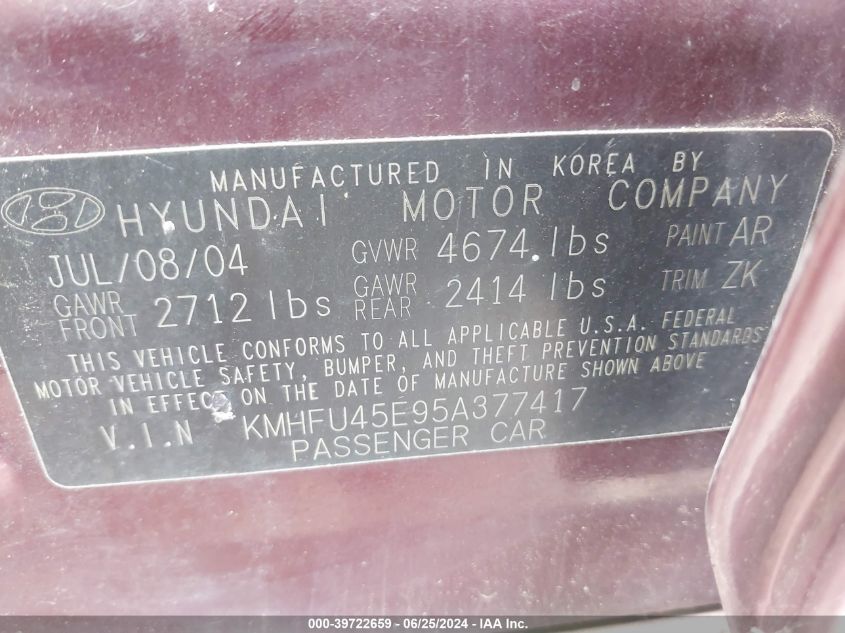 MANUFACTURED IN KOREA BY
HYUNDAI MOTOR COMPANY
JUL/08/04 GVWR 4674.lbs PAINT AR
GAWR FRONT 2712 lbs GAWR REAR 2414 lbs TRIM ZK
THIS VEHICLE CONFORMS TO ALL APPLICABLE U.S.A. FEDERAL
MOTOR VEHICLE SAFETY, BUMPER, AND THEFT PREVENTION STANDARDS
IN EFFECT ON THE DATE OF MANUFACTURE SHOWN ABOVE
V.I.N KMHFU45E95A377417
PASSENGER CAR
000-39722659 - 06/25/2024 - IAA Inc.